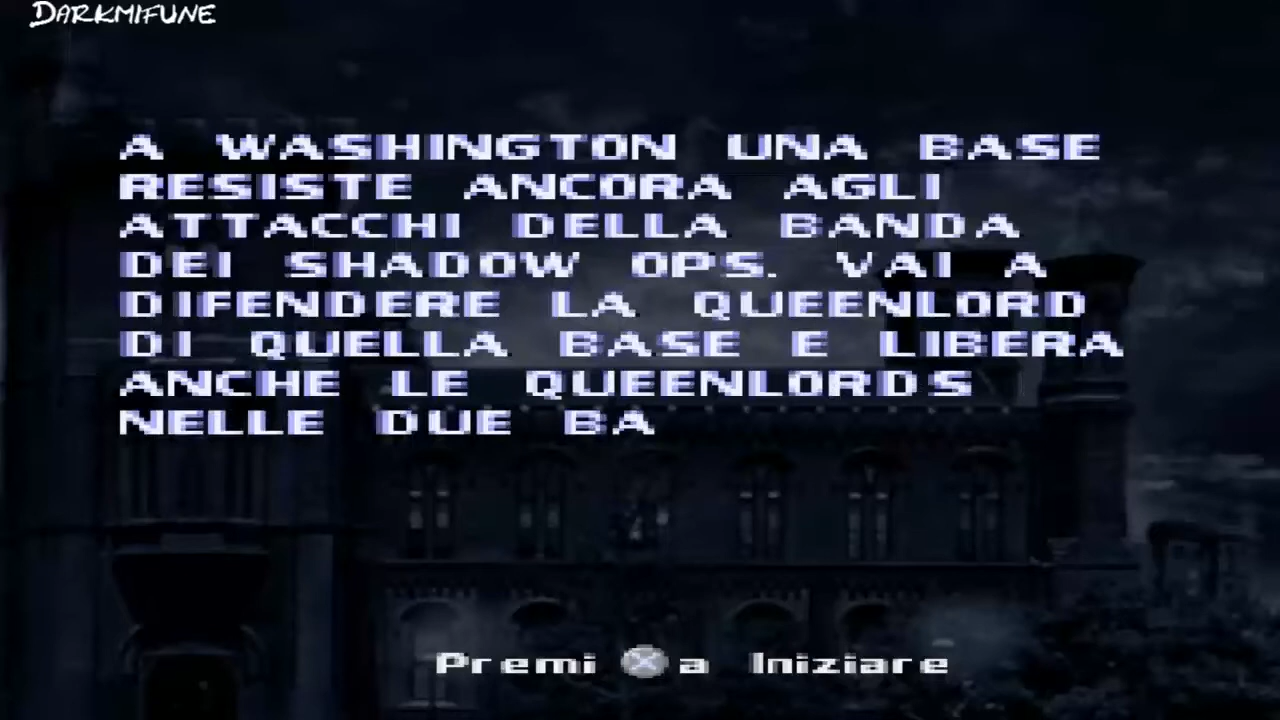 DARKMIFUNE
A WASHINGTON UNA BASE
RESISTE ANCORA AGLI
ATTACCHI DELLA BANDA
DEI SHADOW OPS. VAI A
DIFENDERE LA QUEENLORD
DI QUELLA BASE E LIBERA
ANCHE LE QUEENLORDS
NELLE DUE BA
Premi X a Iniziare